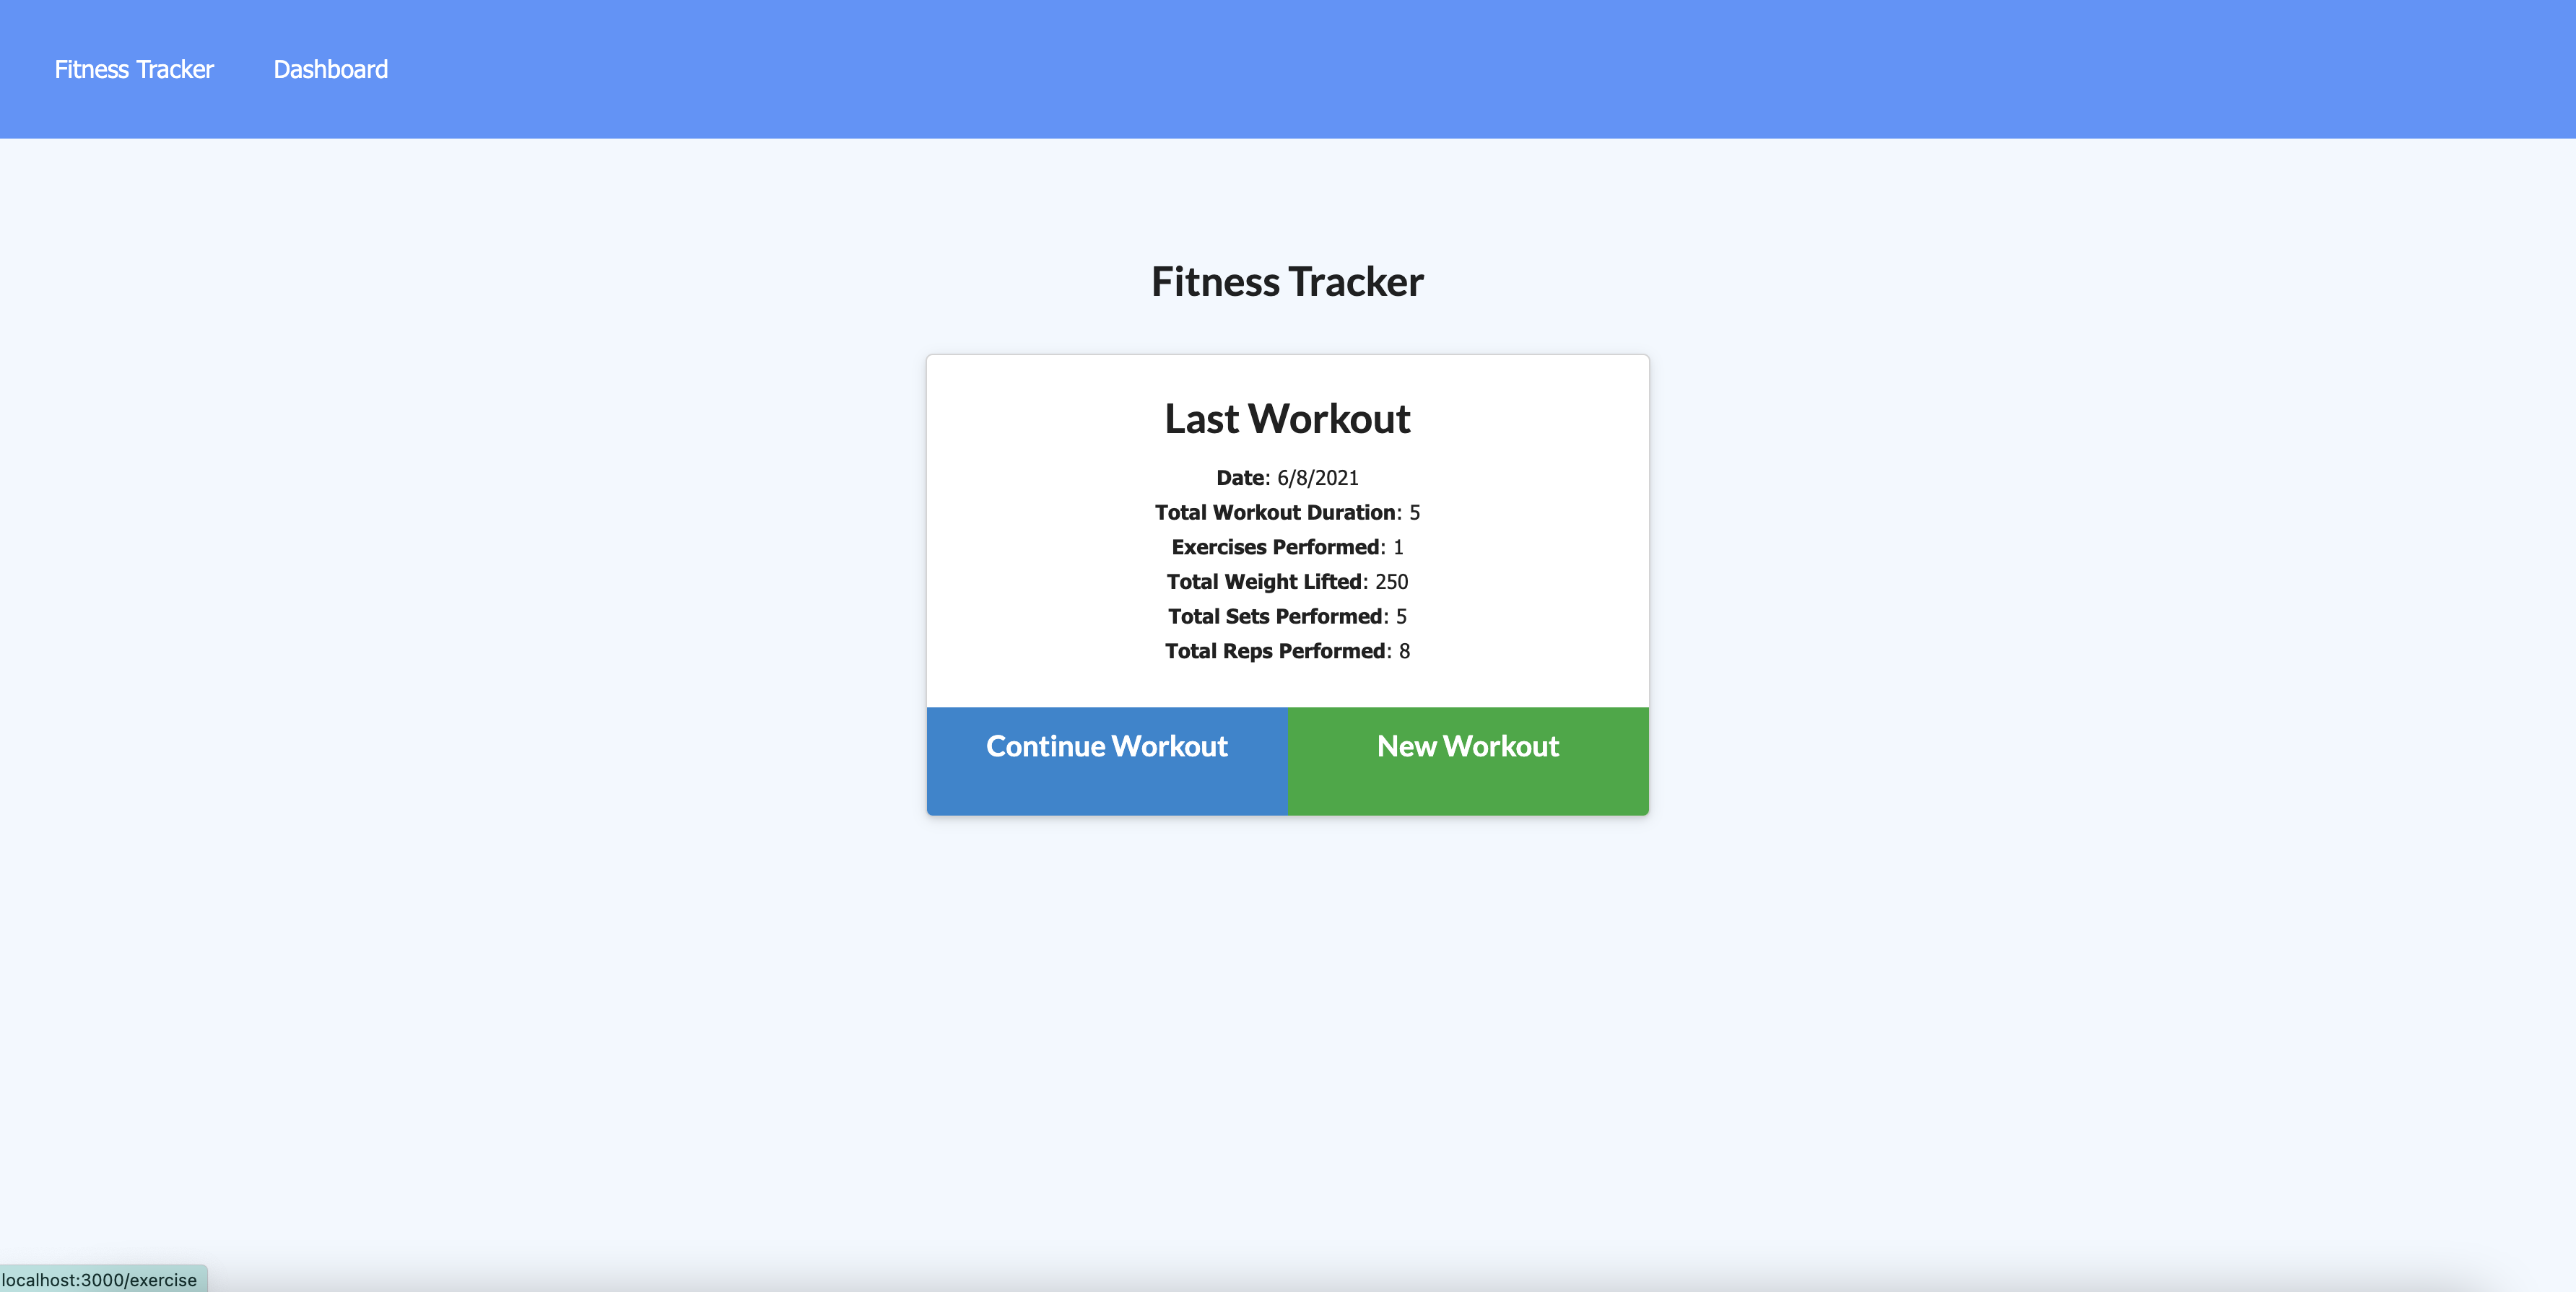 Fitness Tracker Dashboard
Fitness Tracker
Last Workout
Date: 6/8/2021
Total Workout Duration: 5
Exercises Performed: 1
Total Weight Lifted: 250
Total Sets Performed: 5
Total Reps Performed: 8
Continue Workout New Workout
localhost:3000/exercise